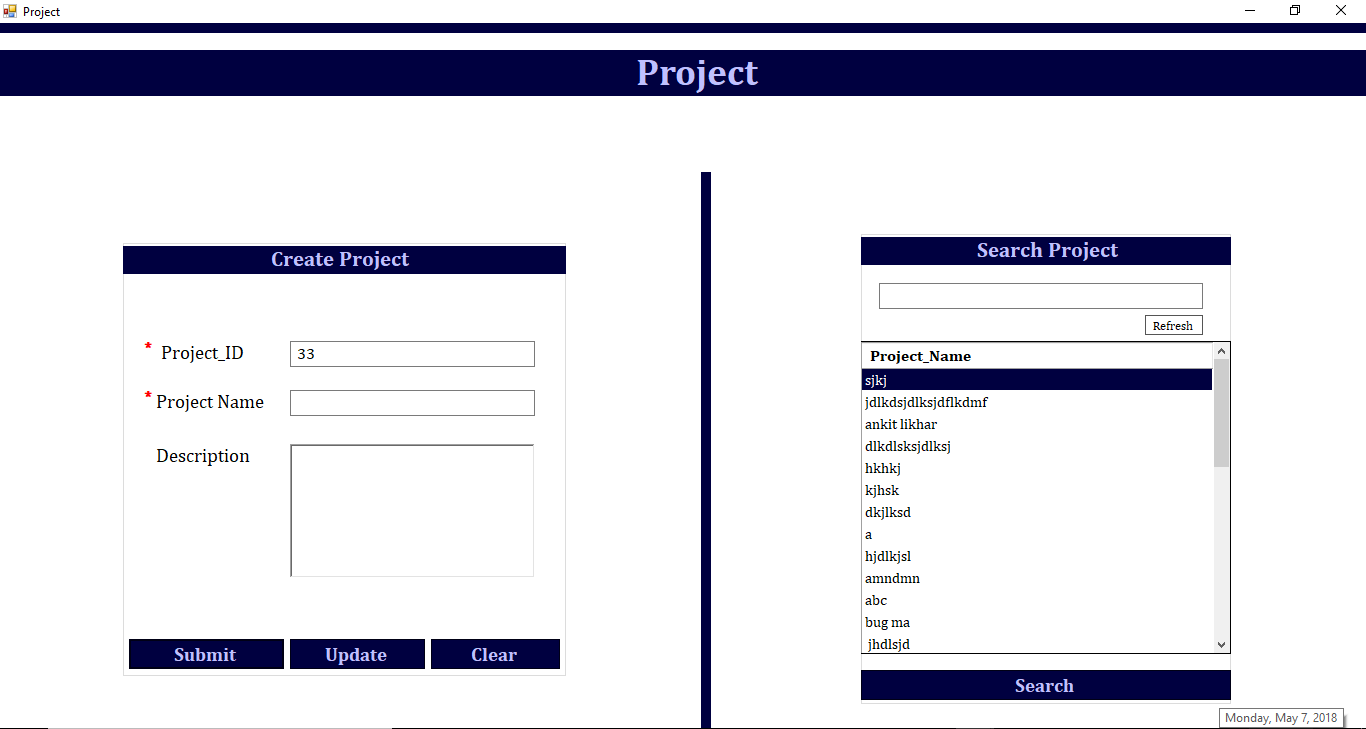 Project
Project
Create Project
* Project_ID 33
* Project Name
Description
Submit Update Clear
Search Project
Refresh
Project_Name
sjkj
jdlkdsjdlksjdflkdmf
ankit likhar
dlkdlsksjdlksj
hkhkj
kjhsk
dkjlksd
a
hjdlkjsl
amndmn
abc
bug ma
jhdlsjd
Search
Monday, May 7, 2018